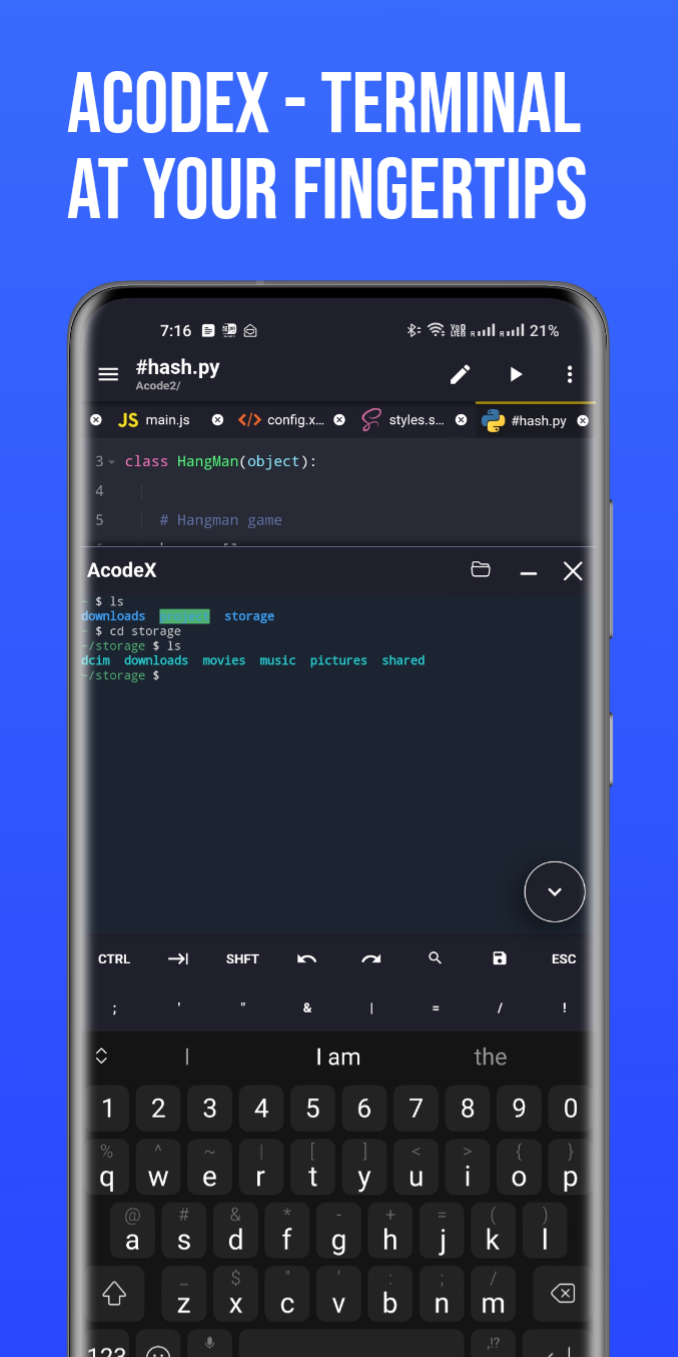 ACODEX - TERMINAL
AT YOUR FINGERTIPS
7:16 21%
#hash.py
Acode2/
JS main.js </> config.x... styles.s... #hash.py
3 class HangMan(object):
4
5 # Hangman game
AcodeX
~ $ ls
downloads storage
~ $ cd storage
~/storage $ ls
dcim downloads movies music pictures shared
~/storage $
CTRL SHFT ESC
; ' " & | = / !
I I am the
1 2 3 4 5 6 7 8 9 0
% ^ ~ | [ ] < > { }
q w e r t y u i o p
@ # & * - + = ( )
a s d f g h j k l
_ $ " ' : ; /
z x c v b n m
123 ,!?